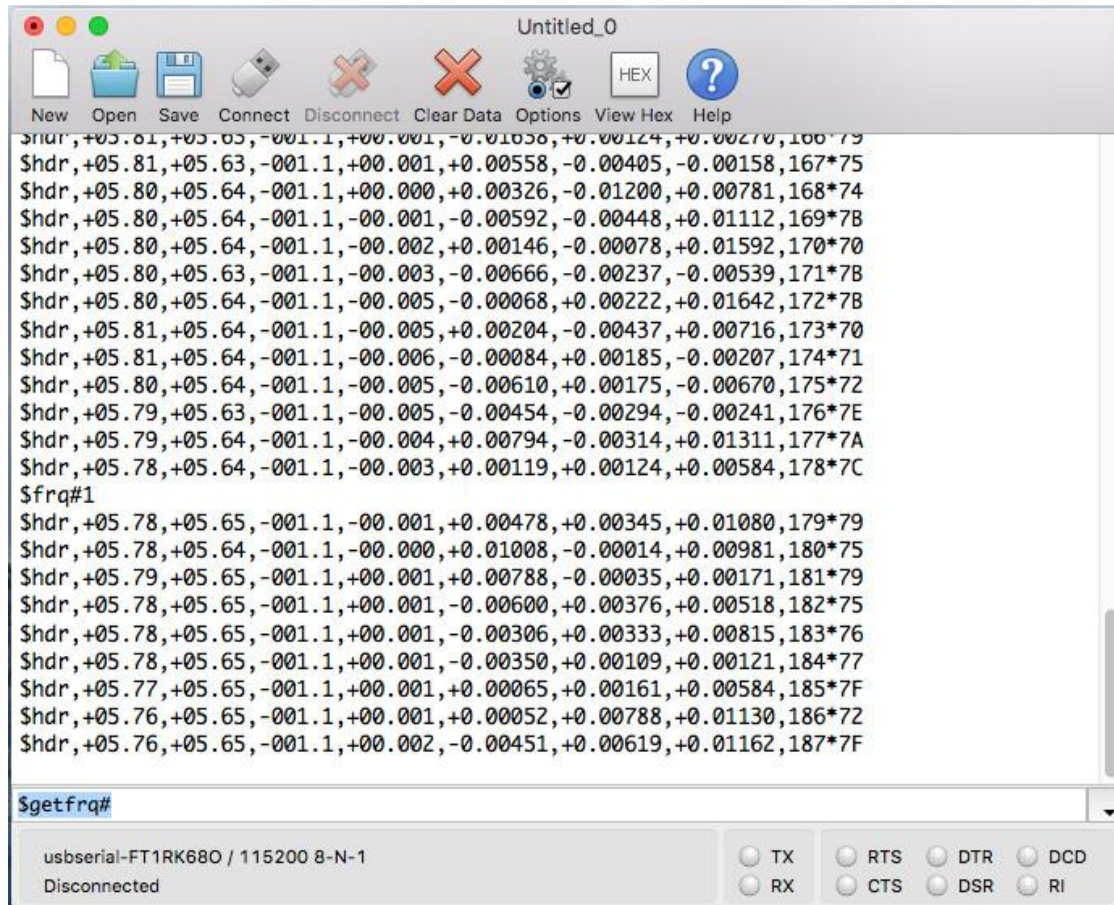 Untitled_0
New Open Save Connect Disconnect Clear Data Options View Hex Help
HEX
$hdr,+05.81,+05.63,-001.1,+00.001,-0.01658,+0.00124,+0.00270,166*79
$hdr,+05.81,+05.63,-001.1,+00.001,+0.00558,-0.00405,-0.00158,167*75
$hdr,+05.80,+05.64,-001.1,+00.000,+0.00326,-0.01200,+0.00781,168*74
$hdr,+05.80,+05.64,-001.1,-00.001,-0.00592,-0.00448,+0.01112,169*7B
$hdr,+05.80,+05.64,-001.1,-00.002,+0.00146,-0.00078,+0.01592,170*70
$hdr,+05.80,+05.63,-001.1,-00.003,-0.00666,-0.00237,-0.00539,171*7B
$hdr,+05.80,+05.64,-001.1,-00.005,-0.00068,+0.00222,+0.01642,172*7B
$hdr,+05.81,+05.64,-001.1,-00.005,+0.00204,-0.00437,+0.00716,173*70
$hdr,+05.81,+05.64,-001.1,-00.006,-0.00084,+0.00185,-0.00207,174*71
$hdr,+05.80,+05.64,-001.1,-00.005,-0.00610,+0.00175,-0.00670,175*72
$hdr,+05.79,+05.63,-001.1,-00.005,-0.00454,-0.00294,-0.00241,176*7E
$hdr,+05.79,+05.64,-001.1,-00.004,+0.00794,-0.00314,+0.01311,177*7A
$hdr,+05.78,+05.64,-001.1,-00.003,+0.00119,+0.00124,+0.00584,178*7C
$frq#1
$hdr,+05.78,+05.65,-001.1,-00.001,+0.00478,+0.00345,+0.01080,179*79
$hdr,+05.78,+05.64,-001.1,-00.000,+0.01008,-0.00014,+0.00981,180*75
$hdr,+05.79,+05.65,-001.1,+00.001,+0.00788,-0.00035,+0.00171,181*79
$hdr,+05.78,+05.65,-001.1,+00.001,-0.00600,+0.00376,+0.00518,182*75
$hdr,+05.78,+05.65,-001.1,+00.001,-0.00306,+0.00333,+0.00815,183*76
$hdr,+05.78,+05.65,-001.1,+00.001,-0.00350,+0.00109,+0.00121,184*77
$hdr,+05.77,+05.65,-001.1,+00.001,+0.00065,+0.00161,+0.00584,185*7F
$hdr,+05.76,+05.65,-001.1,+00.001,+0.00052,+0.00788,+0.01130,186*72
$hdr,+05.76,+05.65,-001.1,+00.002,-0.00451,+0.00619,+0.01162,187*7F
$getfrq#
usbserial-FT1RK68O / 115200 8-N-1
Disconnected
TX RTS DTR DCD
RX CTS DSR RI